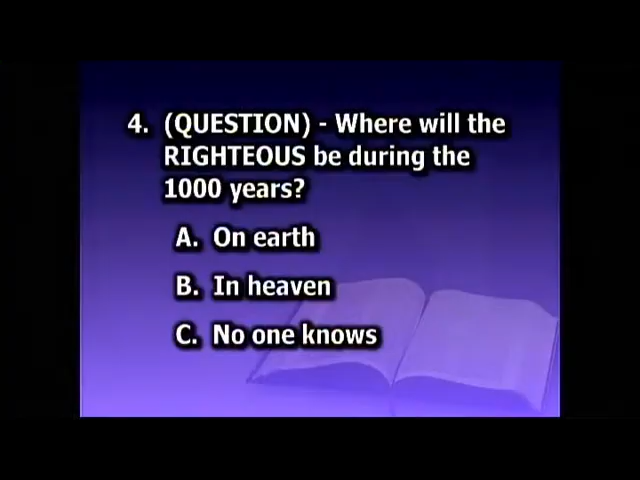 4. (QUESTION) - Where will the
RIGHTEOUS be during the
1000 years?
A. On earth
B. In heaven
C. No one knows